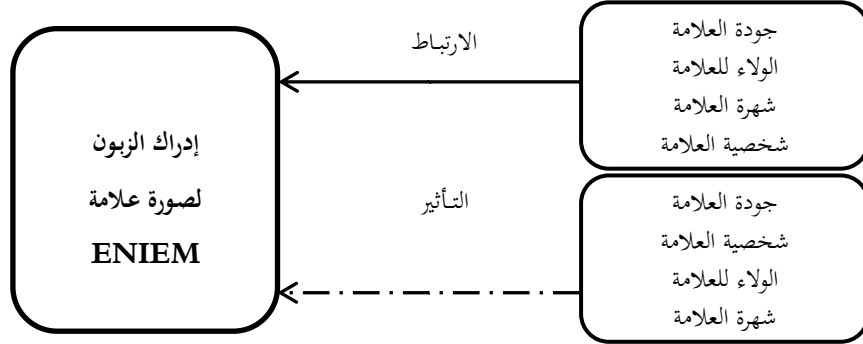 جودة العلامة
الولاء للعلامة
شهرة العلامة
شخصية العلامة
الارتباط
إدراك الزبون
لصورة علامة
ENIEM
التأثير
جودة العلامة
شخصية العلامة
الولاء للعلامة
شهرة العلامة